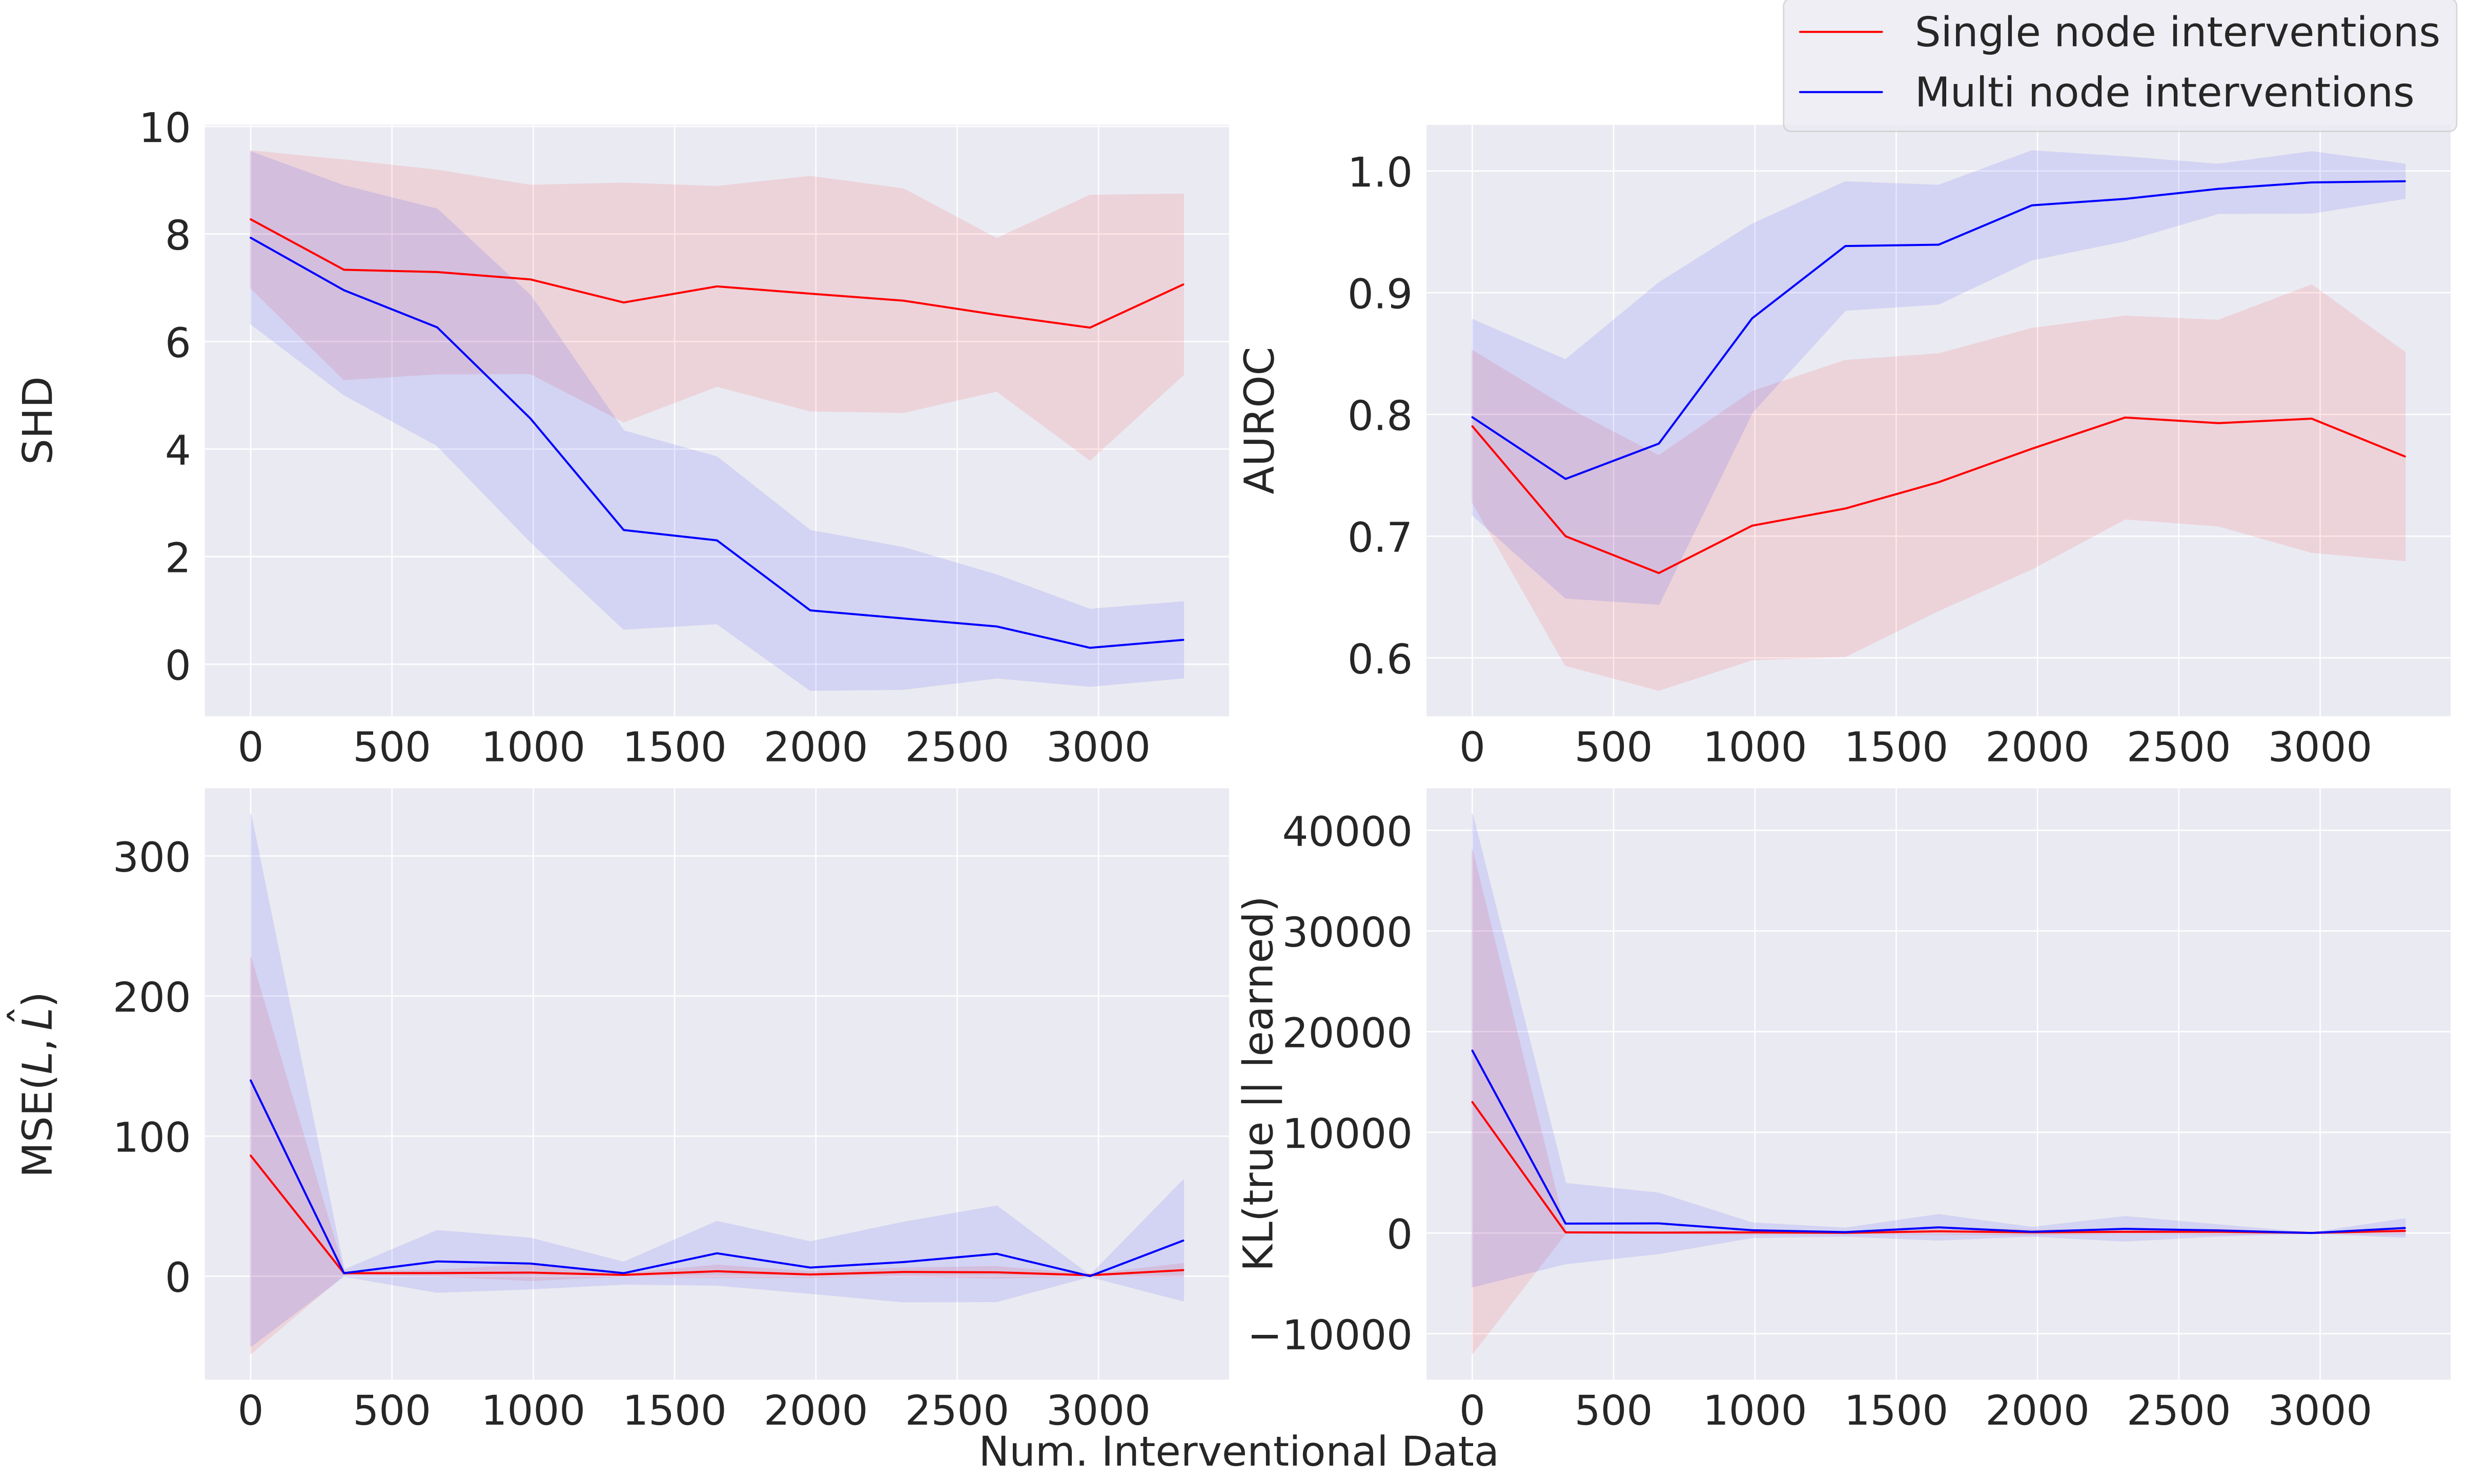 Single node interventions
Multi node interventions
SHD
10
8
6
4
2
0
0 500 1000 1500 2000 2500 3000
AUROC
1.0
0.9
0.8
0.7
0.6
0 500 1000 1500 2000 2500 3000
MSE(L, L̂)
300
200
100
0
0 500 1000 1500 2000 2500 3000
KL(true || learned)
40000
30000
20000
10000
0
−10000
0 500 1000 1500 2000 2500 3000
Num. Interventional Data